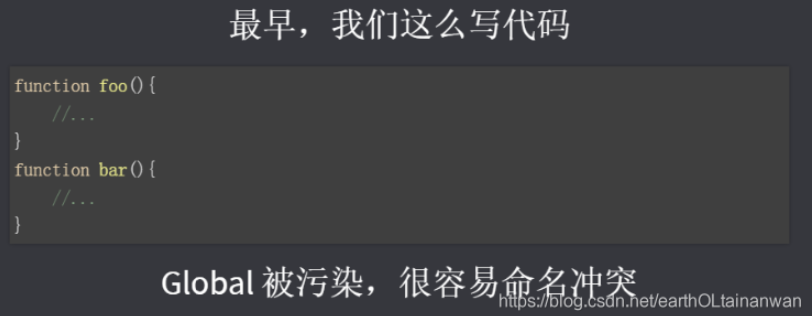 最早，我们这么写代码
function foo(){
    //...
}
function bar(){
    //...
}
Global 被污染，很容易命名冲突
https://blog.csdn.net/earthOLtainanwan